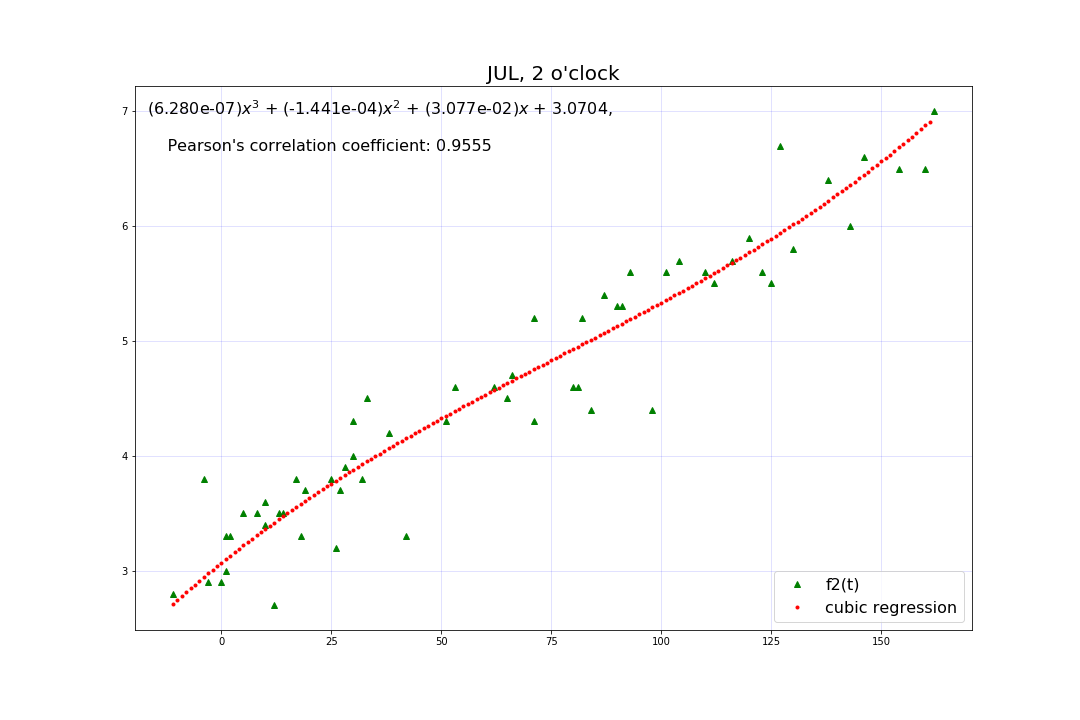 JUL, 2 o'clock
(6.280e-07)x³ + (-1.441e-04)x² + (3.077e-02)x + 3.0704,
Pearson's correlation coefficient: 0.9555
7
6
5
4
3
f2(t)
cubic regression
0 25 50 75 100 125 150